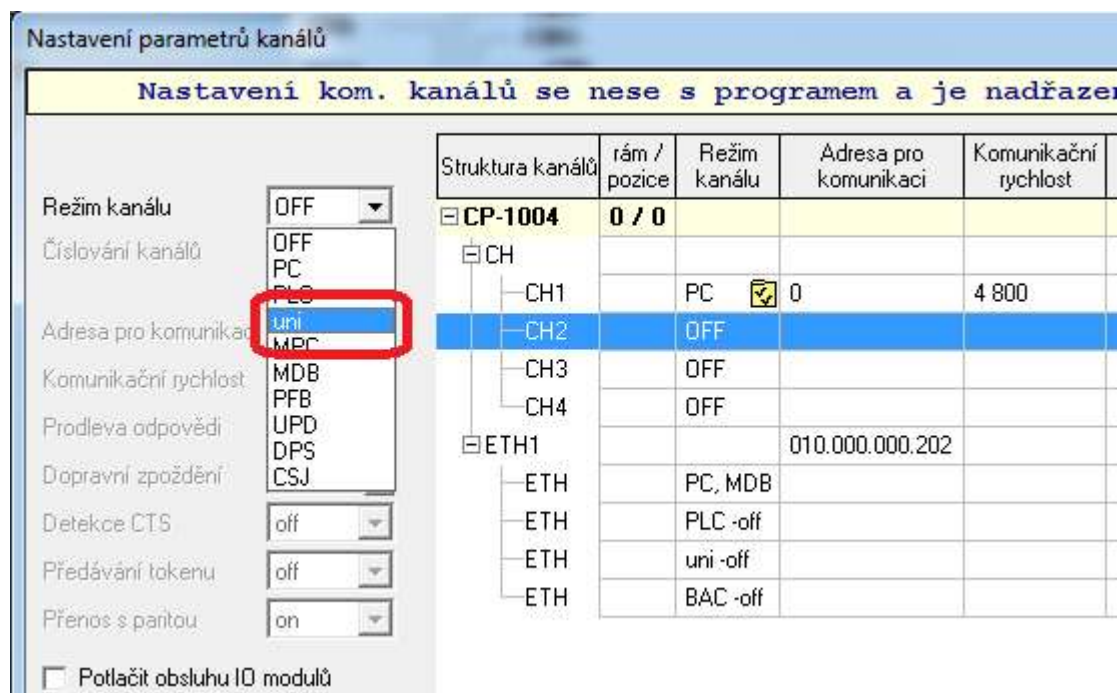 Nastavení parametrů kanálů
Nastavení kom. kanálů se nese s programem a je nadřazen
Struktura kanálů
rám / pozice
Režim kanálu
Adresa pro komunikaci
Komunikační rychlost
Režim kanálu OFF
Číslování kanálů
Adresa pro komunikac
Komunikační rychlost
Prodleva odpovědi
Dopravní zpoždění
Detekce CTS off
Předávání tokenu off
Přenos s paritou on
Potlačit obsluhu IO modulů
OFF
PC
PLC
uni
MPC
MDB
PFB
UPD
DPS
CSJ
CP-1004 0 / 0
CH
CH1 PC 0 4 800
CH2 OFF
CH3 OFF
CH4 OFF
ETH1 010.000.000.202
ETH PC, MDB
ETH PLC -off
ETH uni -off
ETH BAC -off